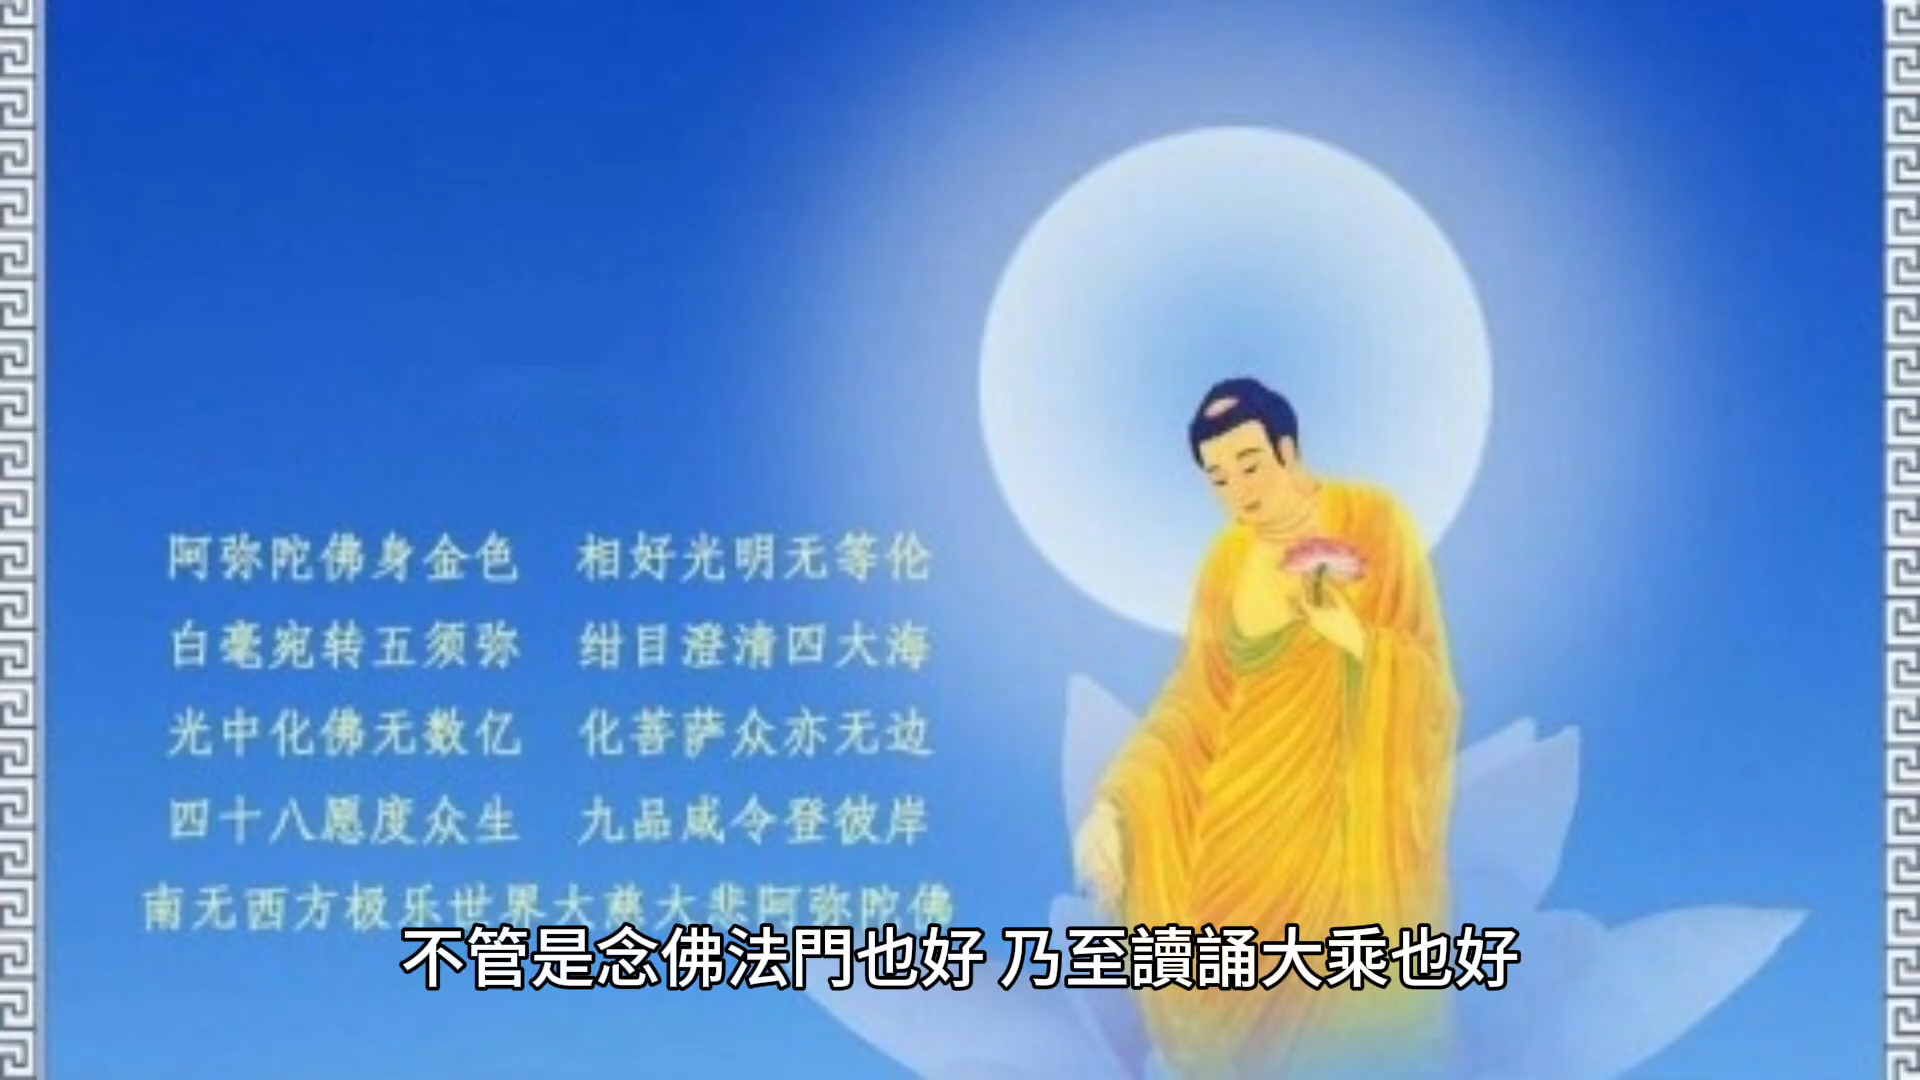 阿弥陀佛身金色 相好光明无等伦
白毫宛转五须弥 绀目澄清四大海
光中化佛无数亿 化菩萨众亦无边
四十八愿度众生 九品咸令登彼岸
南无西方极乐世界大慈大悲阿弥陀佛
不管是念佛法門也好 乃至讀誦大乘也好